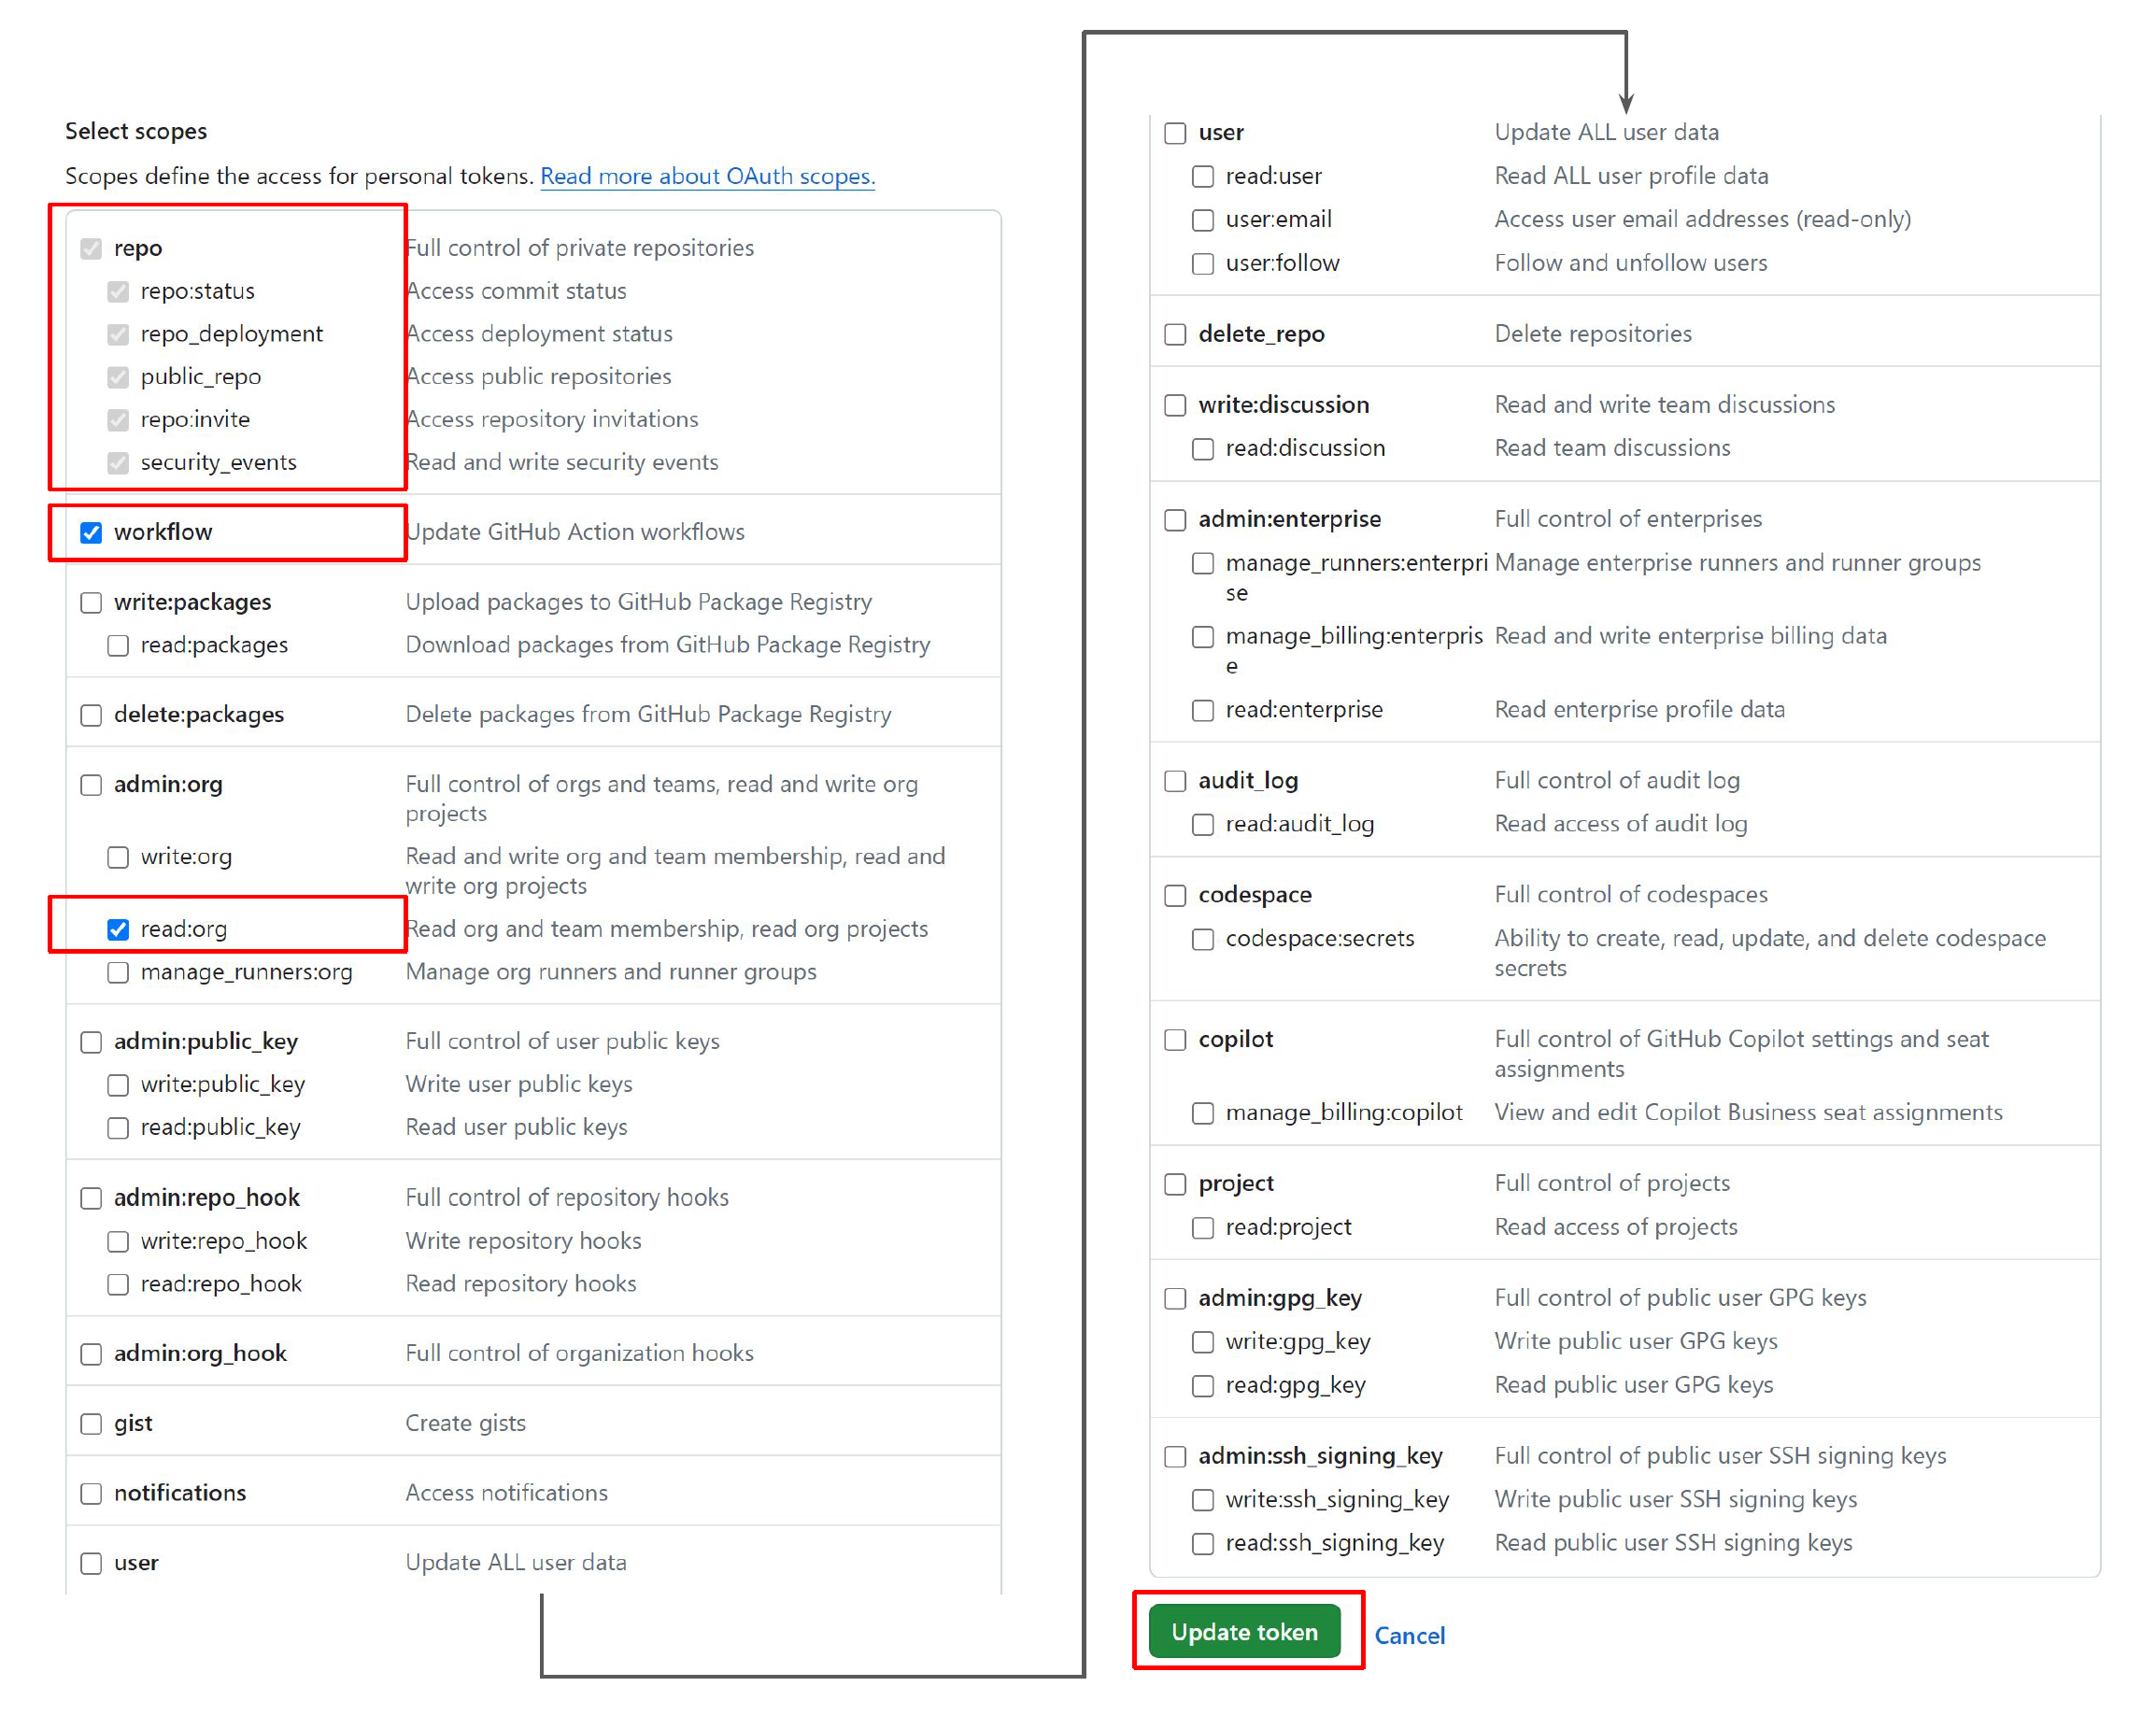 Select scopes
Scopes define the access for personal tokens. Read more about OAuth scopes.
repo Full control of private repositories
repo:status Access commit status
repo_deployment Access deployment status
public_repo Access public repositories
repo:invite Access repository invitations
security_events Read and write security events
workflow Update GitHub Action workflows
write:packages Upload packages to GitHub Package Registry
read:packages Download packages from GitHub Package Registry
delete:packages Delete packages from GitHub Package Registry
admin:org Full control of orgs and teams, read and write org
projects
write:org Read and write org and team membership, read and
write org projects
read:org Read org and team membership, read org projects
manage_runners:org Manage org runners and runner groups
admin:public_key Full control of user public keys
write:public_key Write user public keys
read:public_key Read user public keys
admin:repo_hook Full control of repository hooks
write:repo_hook Write repository hooks
read:repo_hook Read repository hooks
admin:org_hook Full control of organization hooks
gist Create gists
notifications Access notifications
user Update ALL user data
user Update ALL user data
read:user Read ALL user profile data
user:email Access user email addresses (read-only)
user:follow Follow and unfollow users
delete_repo Delete repositories
write:discussion Read and write team discussions
read:discussion Read team discussions
admin:enterprise Full control of enterprises
manage_runners:enterpri Manage enterprise runners and runner groups
se
manage_billing:enterpris Read and write enterprise billing data
e
read:enterprise Read enterprise profile data
audit_log Full control of audit log
read:audit_log Read access of audit log
codespace Full control of codespaces
codespace:secrets Ability to create, read, update, and delete codespace
secrets
copilot Full control of GitHub Copilot settings and seat
assignments
manage_billing:copilot View and edit Copilot Business seat assignments
project Full control of projects
read:project Read access of projects
admin:gpg_key Full control of public user GPG keys
write:gpg_key Write public user GPG keys
read:gpg_key Read public user GPG keys
admin:ssh_signing_key Full control of public user SSH signing keys
write:ssh_signing_key Write public user SSH signing keys
read:ssh_signing_key Read public user SSH signing keys
Update token Cancel